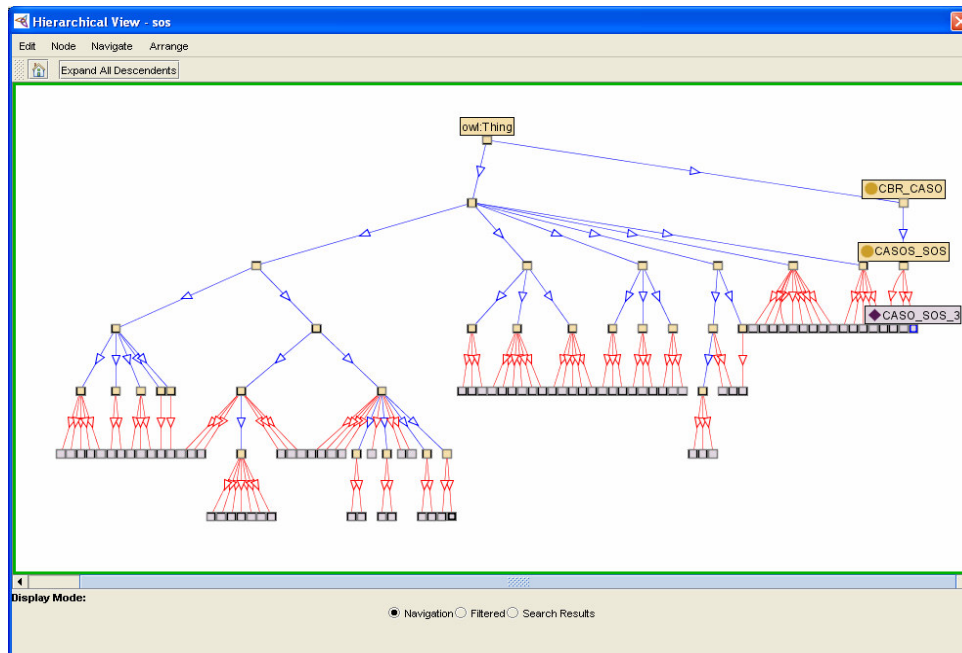 Hierarchical View - sos
Edit Node Navigate Arrange
Expand All Descendents
owl:Thing
CBR_CASO
CASOS_SOS
CASO_SOS_3
Display Mode:
Navigation Filtered Search Results